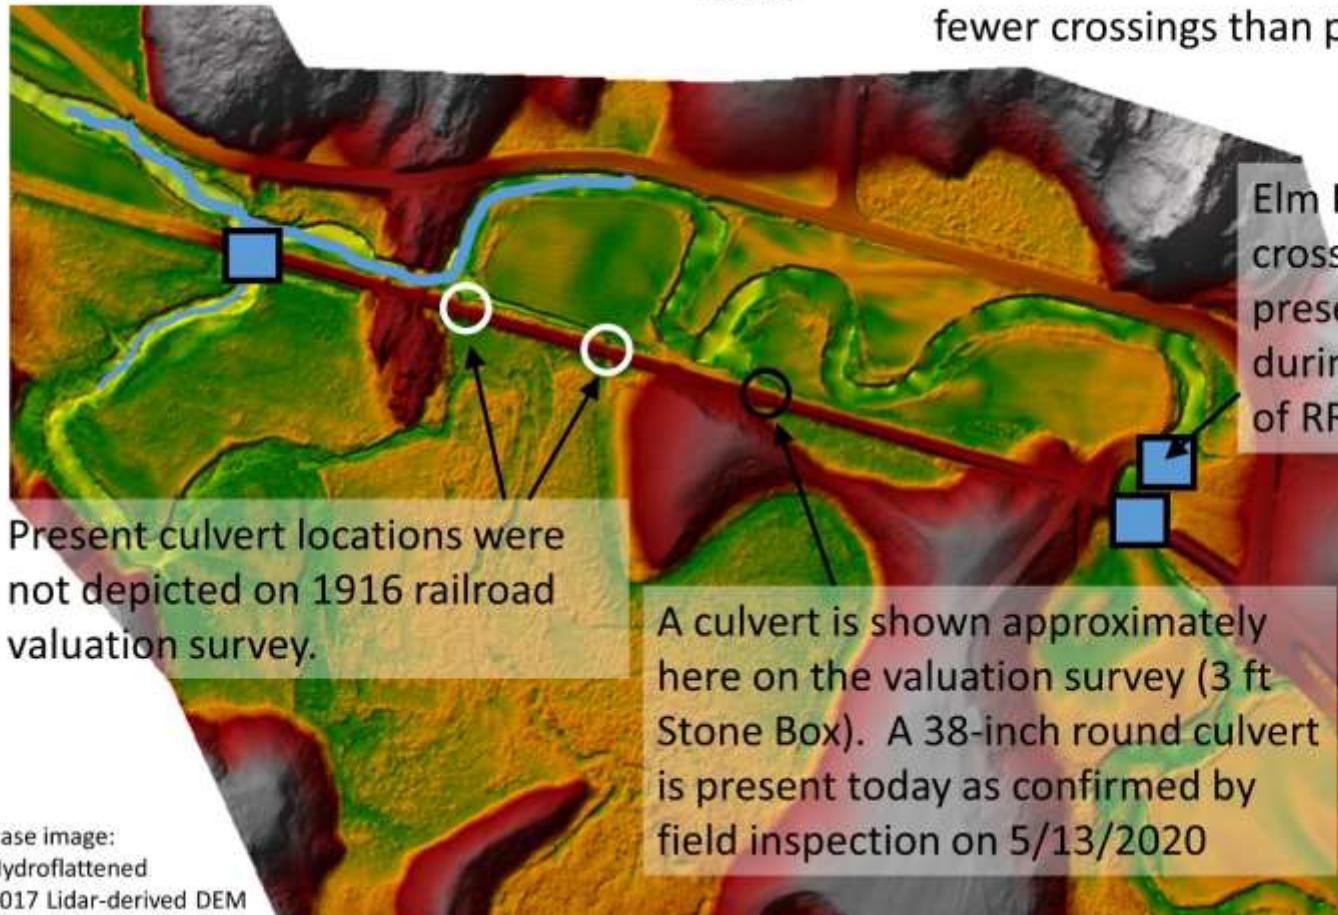 fewer crossings than p
Elm
cross
prese
durin
of RF
Present culvert locations were
not depicted on 1916 railroad
valuation survey.
A culvert is shown approximately
here on the valuation survey (3 ft
Stone Box).  A 38-inch round culvert
is present today as confirmed by
field inspection on 5/13/2020
ase image:
ydroflattened
017 Lidar-derived DEM